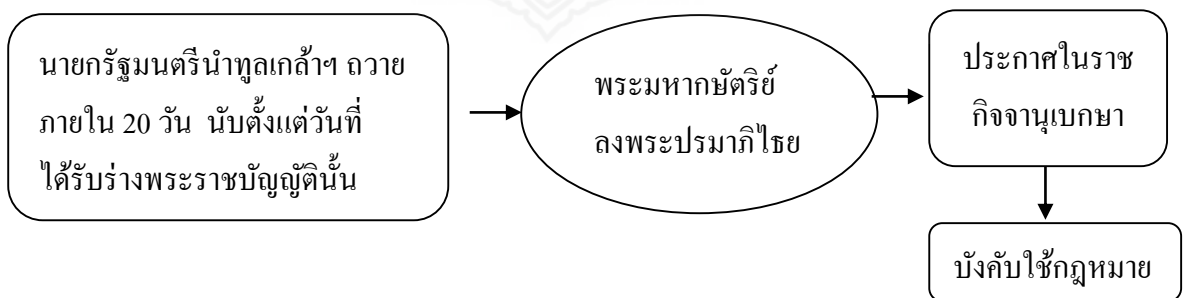 นายกรัฐมนตรีนำทูลเกล้าฯ ถวาย
ภายใน 20 วัน นับตั้งแต่วันที่
ได้รับร่างพระราชบัญญัตินั้น
พระมหากษัตริย์
ลงพระปรมาภิไธย
ประกาศในราช
กิจจานุเบกษา
บังคับใช้กฎหมาย